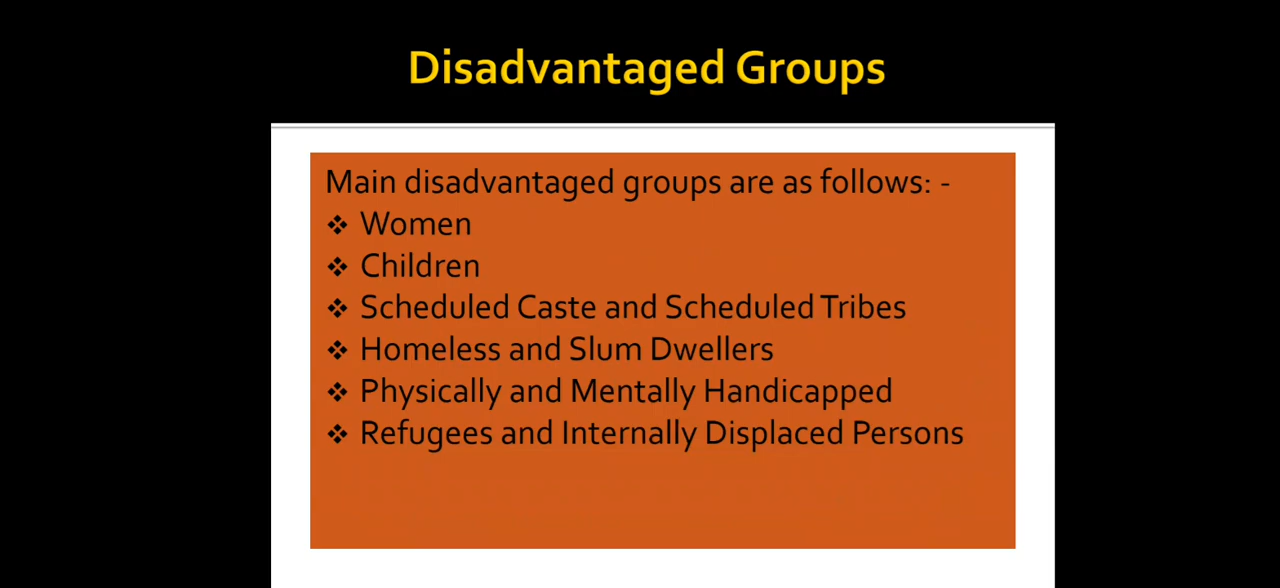 Disadvantaged Groups
Main disadvantaged groups are as follows: -
❖ Women
❖ Children
❖ Scheduled Caste and Scheduled Tribes
❖ Homeless and Slum Dwellers
❖ Physically and Mentally Handicapped
❖ Refugees and Internally Displaced Persons